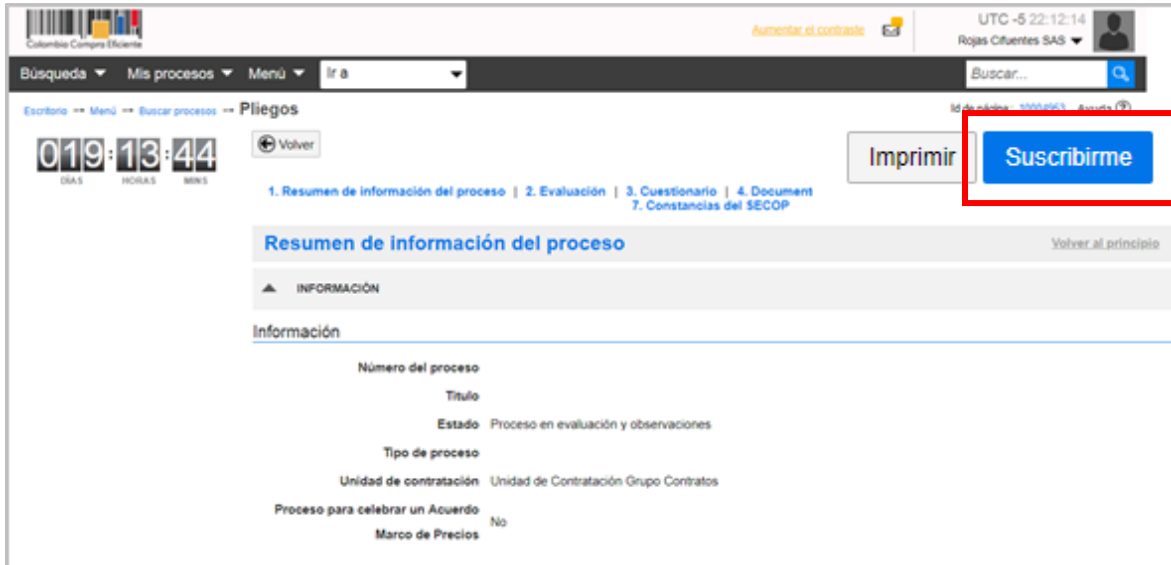 Colombia Compra Eficiente
Aumentar el contraste
UTC -5 22:12:14
Rojas Cifuentes SAS
Búsqueda Mis procesos Menú Ir a Buscar...
Escritorio → Menú → Buscar procesos → Pliegos
Id de página: 10004953 Ayuda
019:13:44
DÍAS HORAS MINS
Volver
Imprimir
Suscribirme
1. Resumen de información del proceso | 2. Evaluación | 3. Cuestionario | 4. Document
7. Constancias del SECOP
Resumen de información del proceso
Volver al principio
INFORMACIÓN
Información
Número del proceso
Titulo
Estado Proceso en evaluación y observaciones
Tipo de proceso
Unidad de contratación Unidad de Contratación Grupo Contratos
Proceso para celebrar un Acuerdo
Marco de Precios No